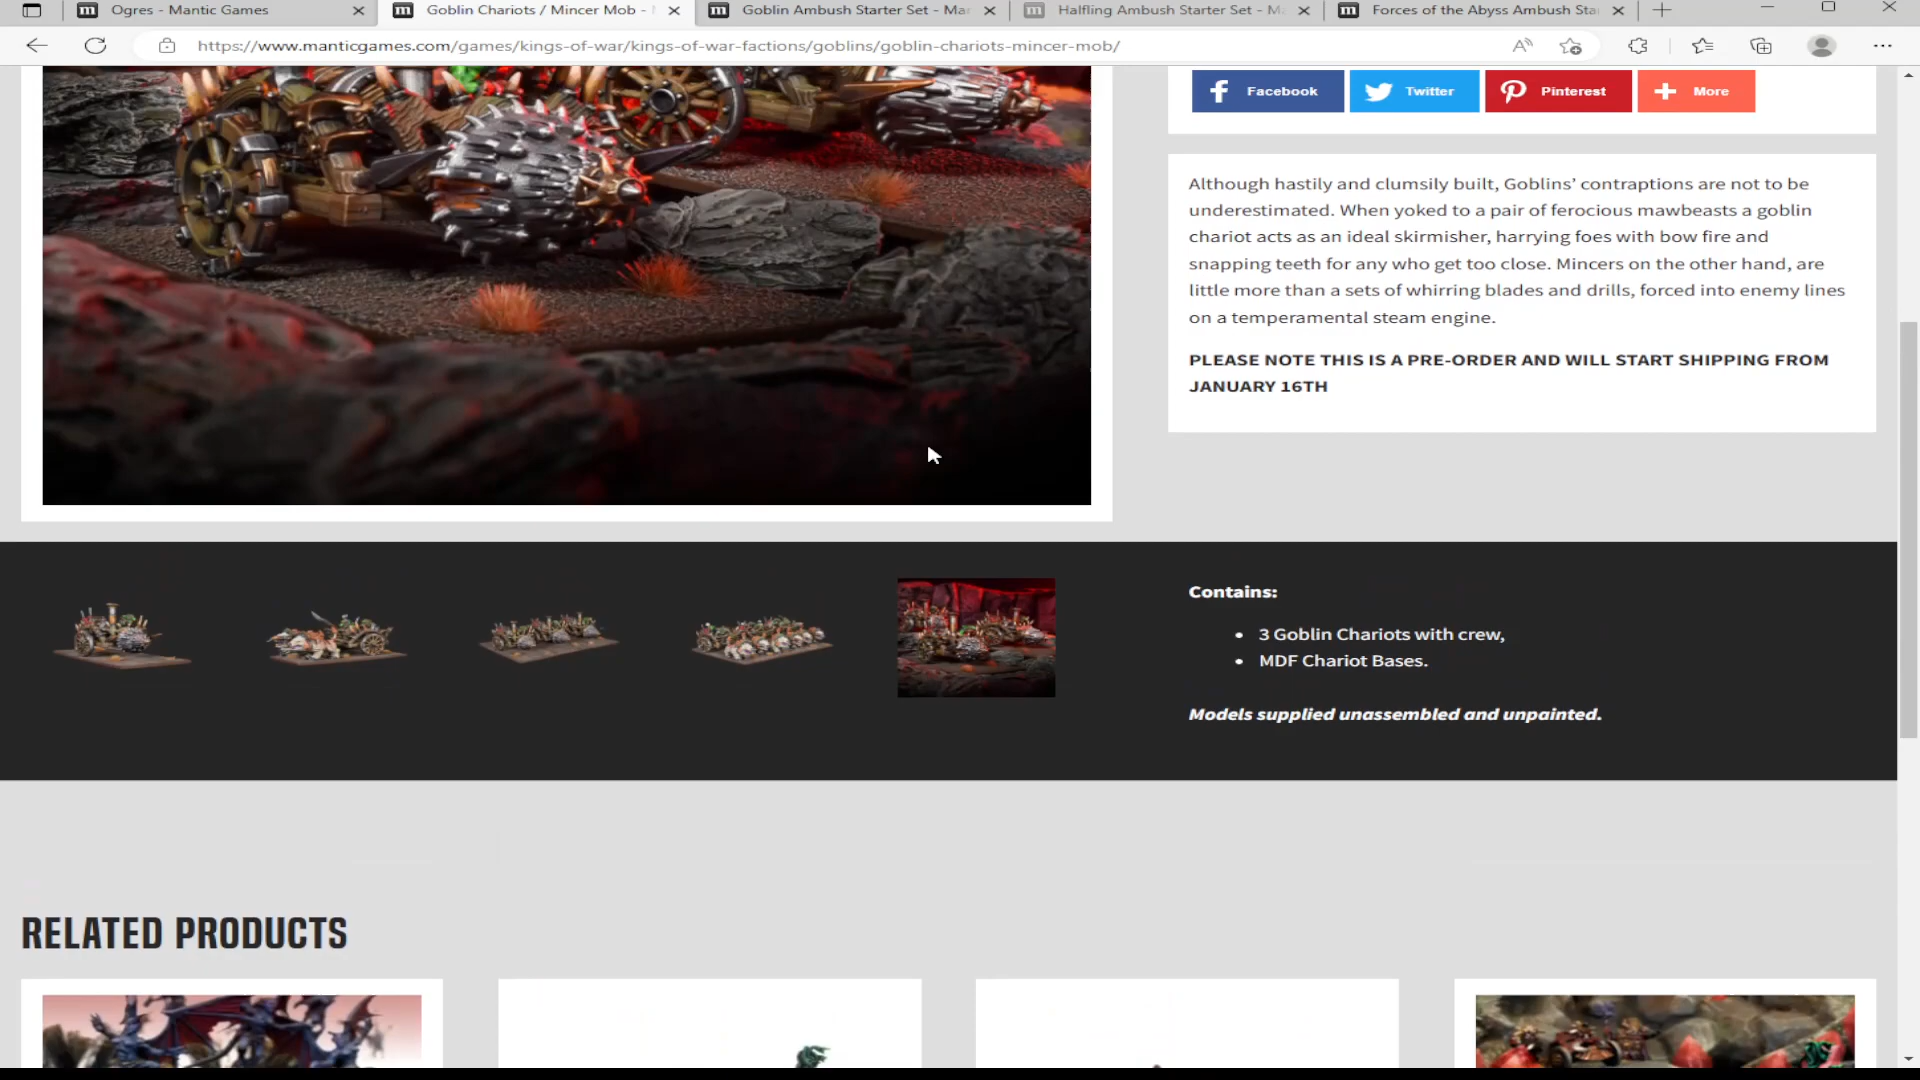 Ogres - Mantic Games
Goblin Chariots / Mincer Mob -
Goblin Ambush Starter Set - Mar
Halfling Ambush Starter Set - Ma
Forces of the Abyss Ambush Sta
https://www.manticgames.com/games/kings-of-war/kings-of-war-factions/goblins/goblin-chariots-mincer-mob/
Facebook
Twitter
Pinterest
More
Although hastily and clumsily built, Goblins’ contraptions are not to be
underestimated. When yoked to a pair of ferocious mawbeasts a goblin
chariot acts as an ideal skirmisher, harrying foes with bow fire and
snapping teeth for any who get too close. Mincers on the other hand, are
little more than a sets of whirring blades and drills, forced into enemy lines
on a temperamental steam engine.
PLEASE NOTE THIS IS A PRE-ORDER AND WILL START SHIPPING FROM
JANUARY 16TH
Contains:
• 3 Goblin Chariots with crew,
• MDF Chariot Bases.
Models supplied unassembled and unpainted.
RELATED PRODUCTS